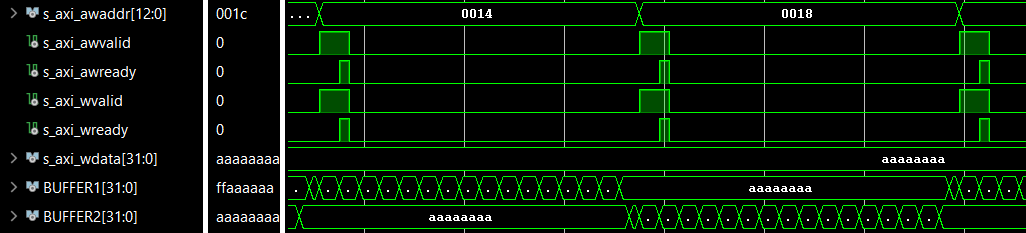 s_axi_awaddr[12:0] 001c ... 0014 0018
s_axi_awvalid 0
s_axi_awready 0
s_axi_wvalid 0
s_axi_wready 0
s_axi_wdata[31:0] aaaaaaaa aaaaaaaa
BUFFER1[31:0] ffaaaaaa . . . . . . . . . . . . aaaaaaaa . . .
BUFFER2[31:0] aaaaaaaa aaaaaaaa . . . . . . . . . . . .